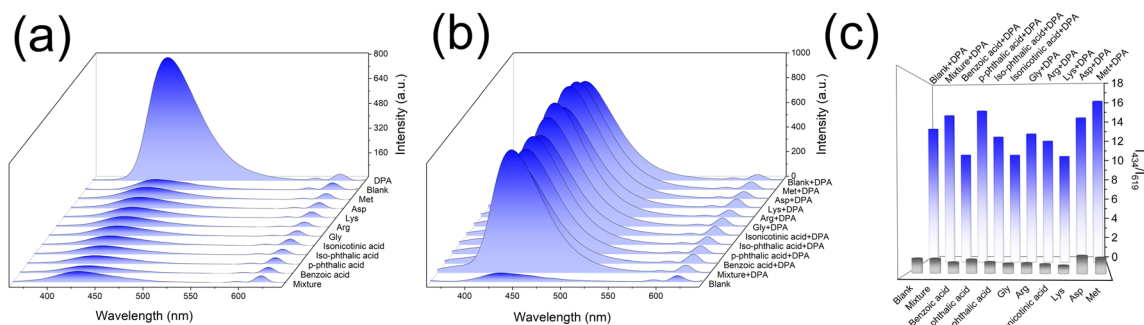 (a)
800
640
480
320
160
Intensity (a.u.)
DPA
Blank
Met
Asp
Lys
Arg
Gly
Isonicotinic acid
Iso-phthalic acid
p-phthalic acid
Benzoic acid
Mixture
400
450
500
550
600
Wavelength (nm)
(b)
1000
800
600
400
200
0
Intensity (a.u.)
Blank+DPA
Met+DPA
Asp+DPA
Lys+DPA
Arg+DPA
Gly+DPA
Isonicotinic acid+DPA
Iso-phthalic acid+DPA
p-phthalic acid+DPA
Benzoic acid+DPA
Mixture+DPA
Blank
400
450
500
550
600
Wavelength (nm)
(c)
Blank+DPA
Mixture+DPA
Benzoic acid+DPA
p-phthalic acid+DPA
Iso-phthalic acid+DPA
Isonicotinic acid+DPA
Gly+DPA
Arg+DPA
Lys+DPA
Asp+DPA
Met+DPA
18
16
14
12
10
8
6
4
2
0
I434/I619
Blank
Mixture
Benzoic acid
phthalic acid
phthalic acid
Gly
Arg
nicotinic acid
Lys
Asp
Met